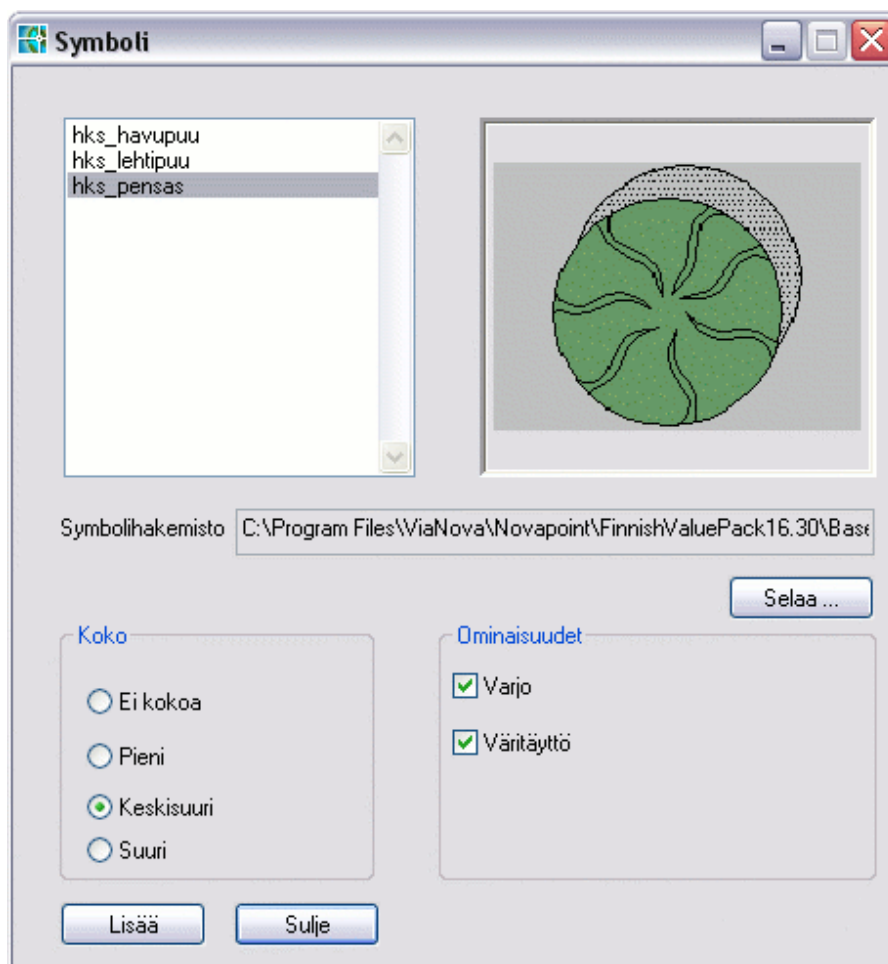 Symboli
hks_havupuu
hks_lehtipuu
hks_pensas
Symbolihakemisto C:\Program Files\ViaNova\Novapoint\FinnishValuePack16.30\Base
Selaa ...
Koko
Ei kokoa
Pieni
Keskisuuri
Suuri
Ominaisuudet
Varjo
Väritäyttö
Lisää
Sulje